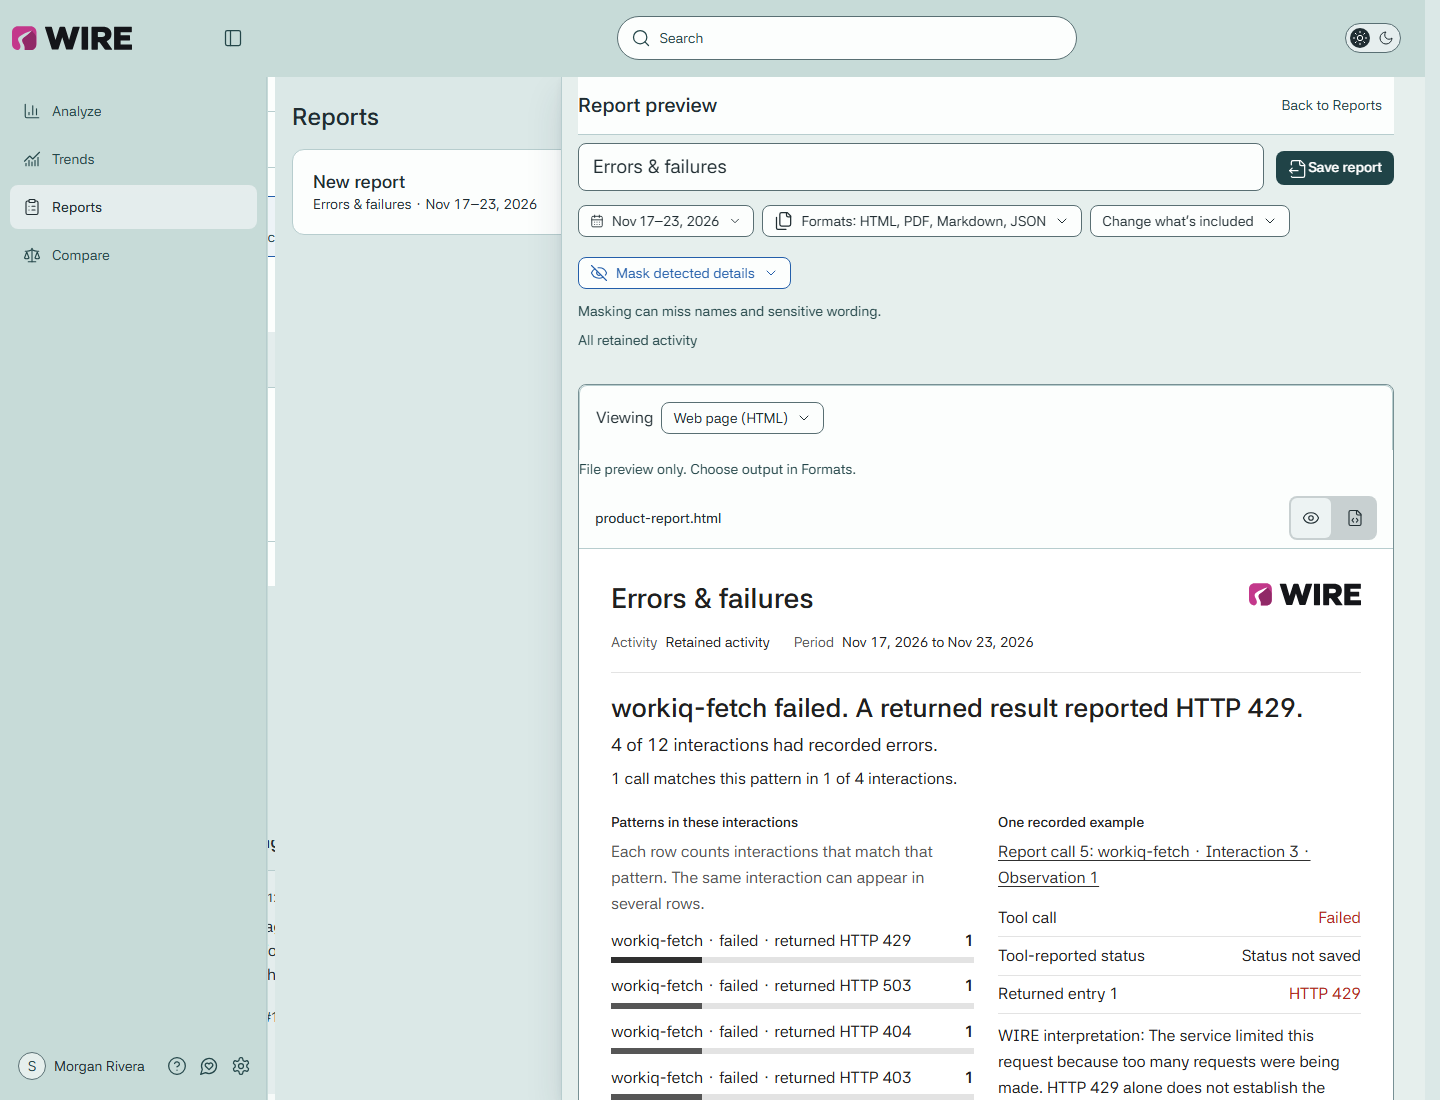 WIRE
Search
Analyze
Trends
Reports
Compare
S
Morgan Rivera
Reports
New report
Errors & failures · Nov 17–23, 2026
Report preview
Back to Reports
Errors & failures
Save report
Nov 17–23, 2026
Formats: HTML, PDF, Markdown, JSON
Change what's included
Mask detected details
Masking can miss names and sensitive wording.
All retained activity
Viewing
Web page (HTML)
File preview only. Choose output in Formats.
product-report.html
Errors & failures
WIRE
Activity Retained activity Period Nov 17, 2026 to Nov 23, 2026
workiq-fetch failed. A returned result reported HTTP 429.
4 of 12 interactions had recorded errors.
1 call matches this pattern in 1 of 4 interactions.
Patterns in these interactions
Each row counts interactions that match that
pattern. The same interaction can appear in
several rows.
workiq-fetch · failed · returned HTTP 429 1
workiq-fetch · failed · returned HTTP 503 1
workiq-fetch · failed · returned HTTP 404 1
workiq-fetch · failed · returned HTTP 403 1
One recorded example
Report call 5: workiq-fetch · Interaction 3 ·
Observation 1
Tool call Failed
Tool-reported status Status not saved
Returned entry 1 HTTP 429
WIRE interpretation: The service limited this
request because too many requests were being
made. HTTP 429 alone does not establish the